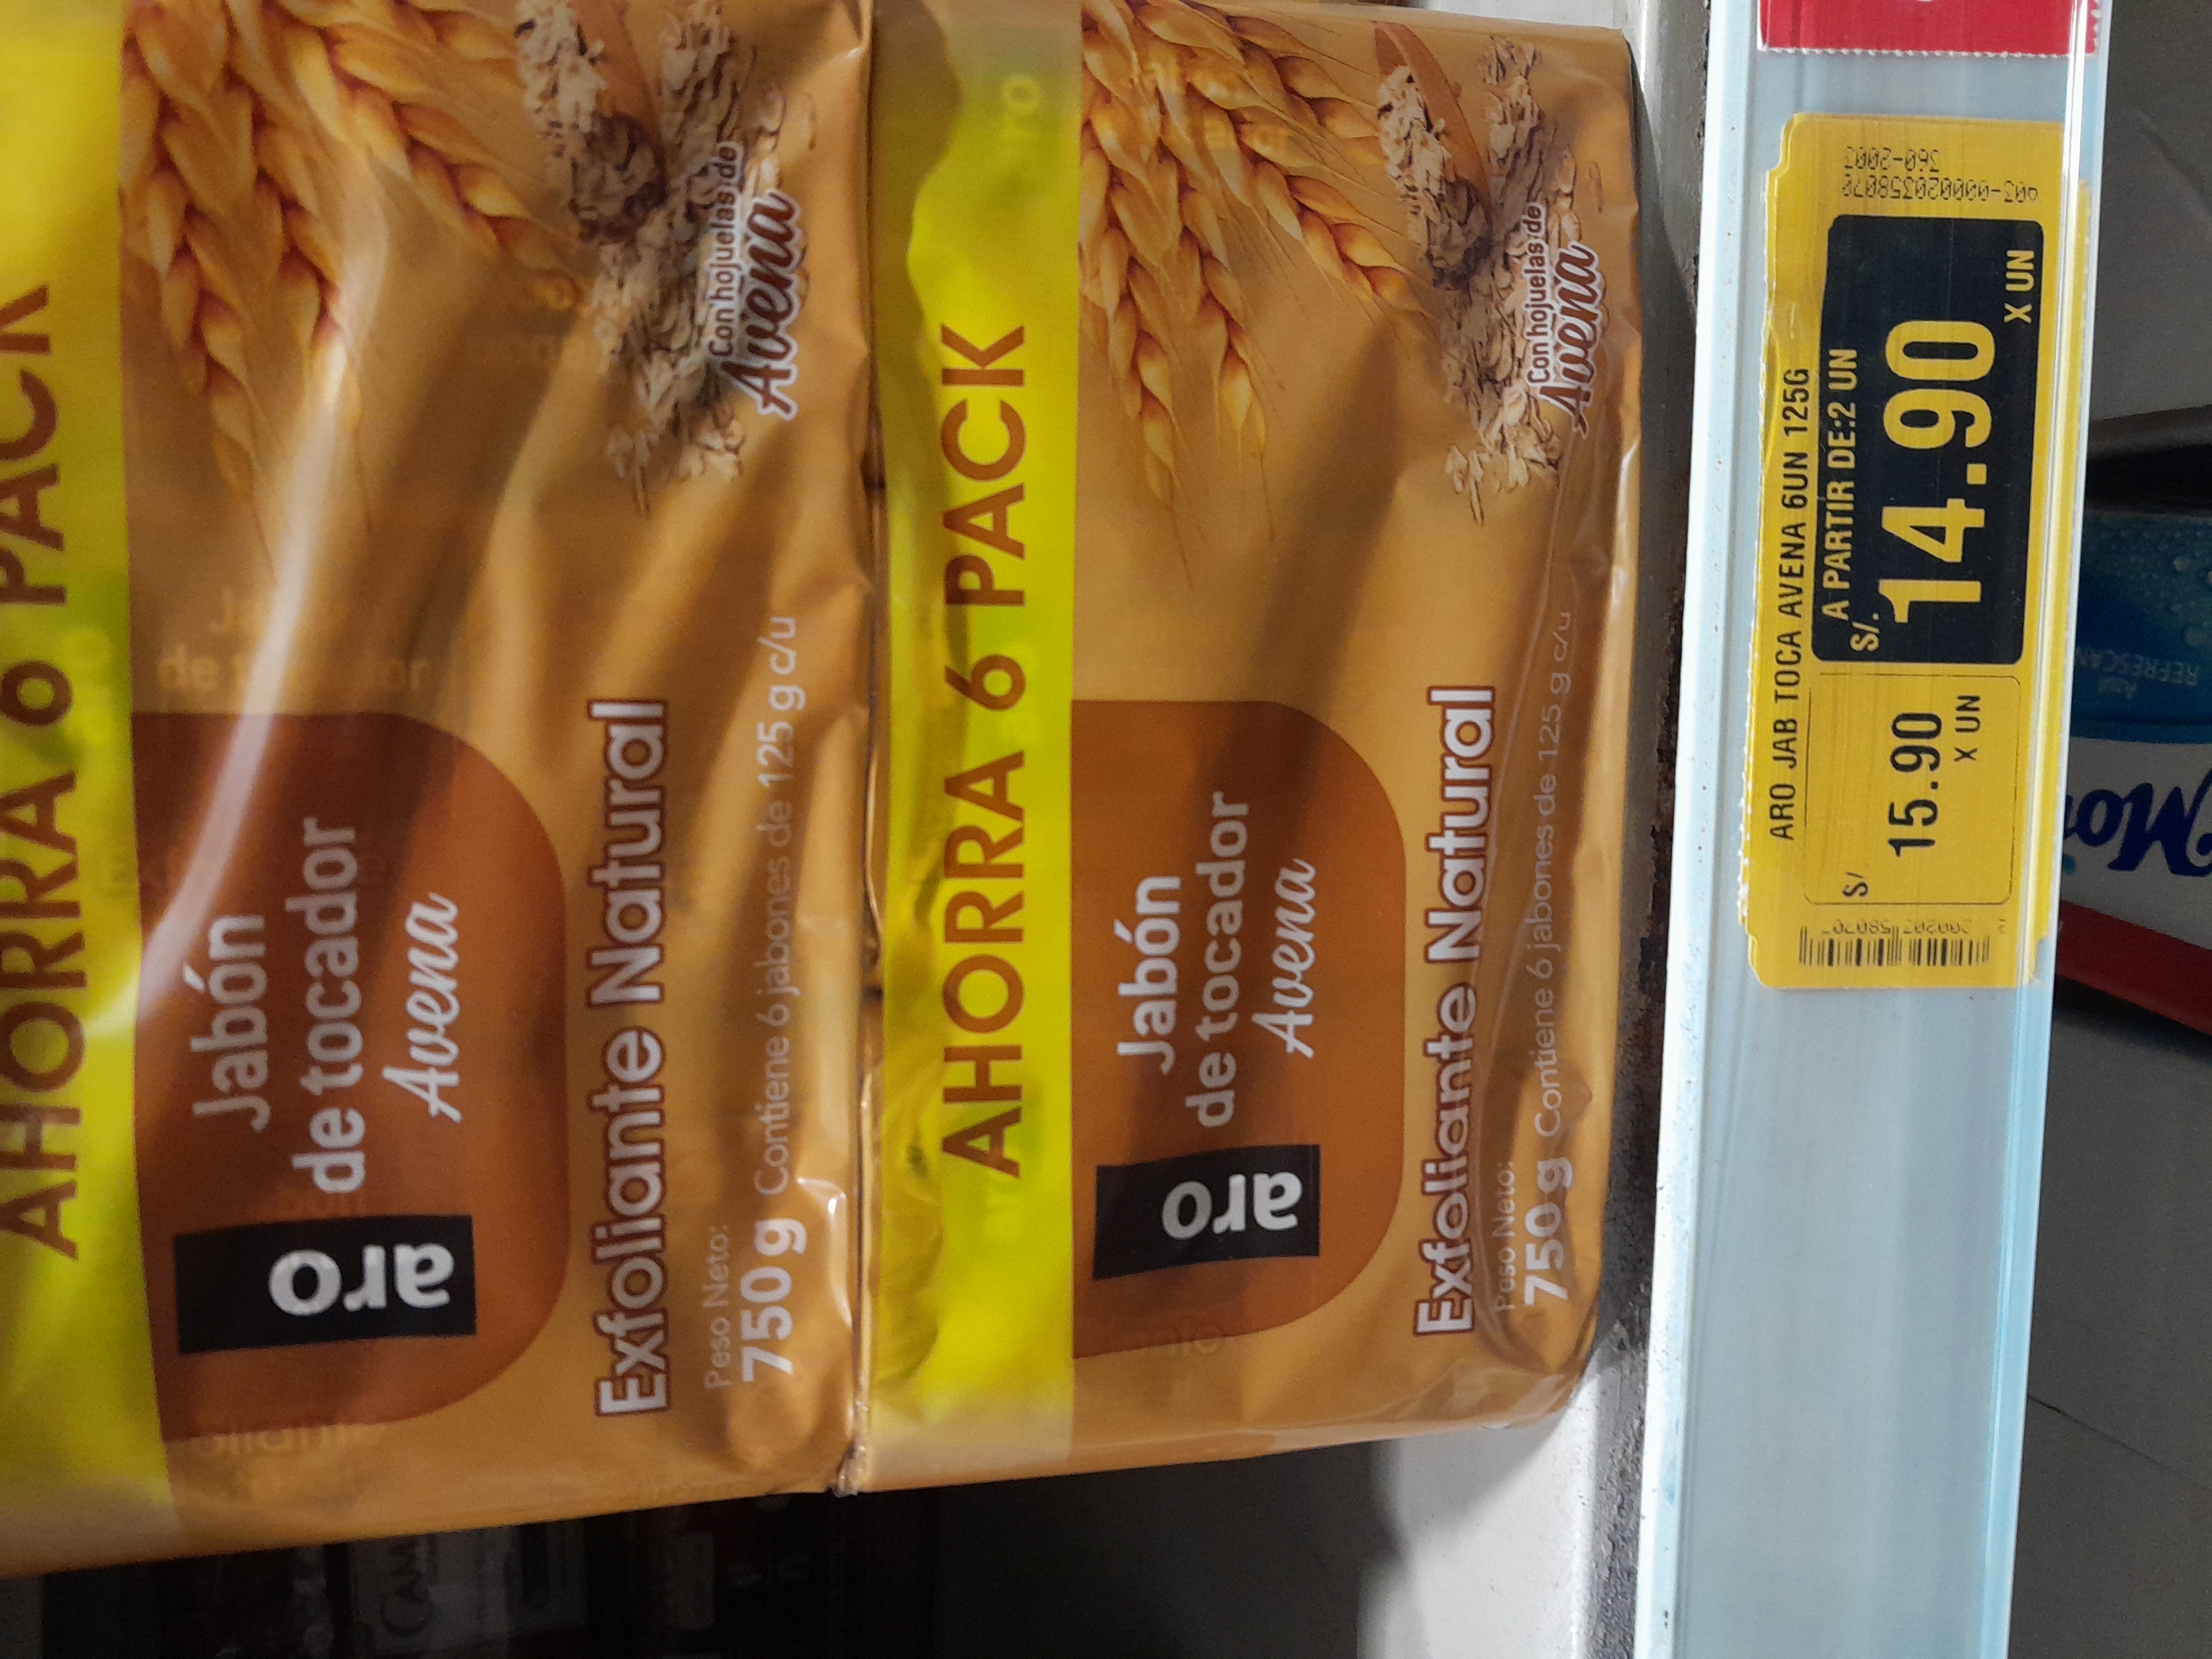 AHORRA 6 PACK
aro
Jabón
de tocador
Avena
Exfoliante Natural
Peso Neto:
750 g Contiene 6 jabones de 125 g c/u
Con hojuelas de
Avena
AHORRA 6 PACK
aro
Jabón
de tocador
Avena
Exfoliante Natural
Peso Neto:
750 g Contiene 6 jabones de 125 g c/u
Con hojuelas de
Avena
ARO JAB TOCA AVENA 6UN 125G
S/
15.90
X UN
A PARTIR DE:2 UN
S/.
14.90
X UN